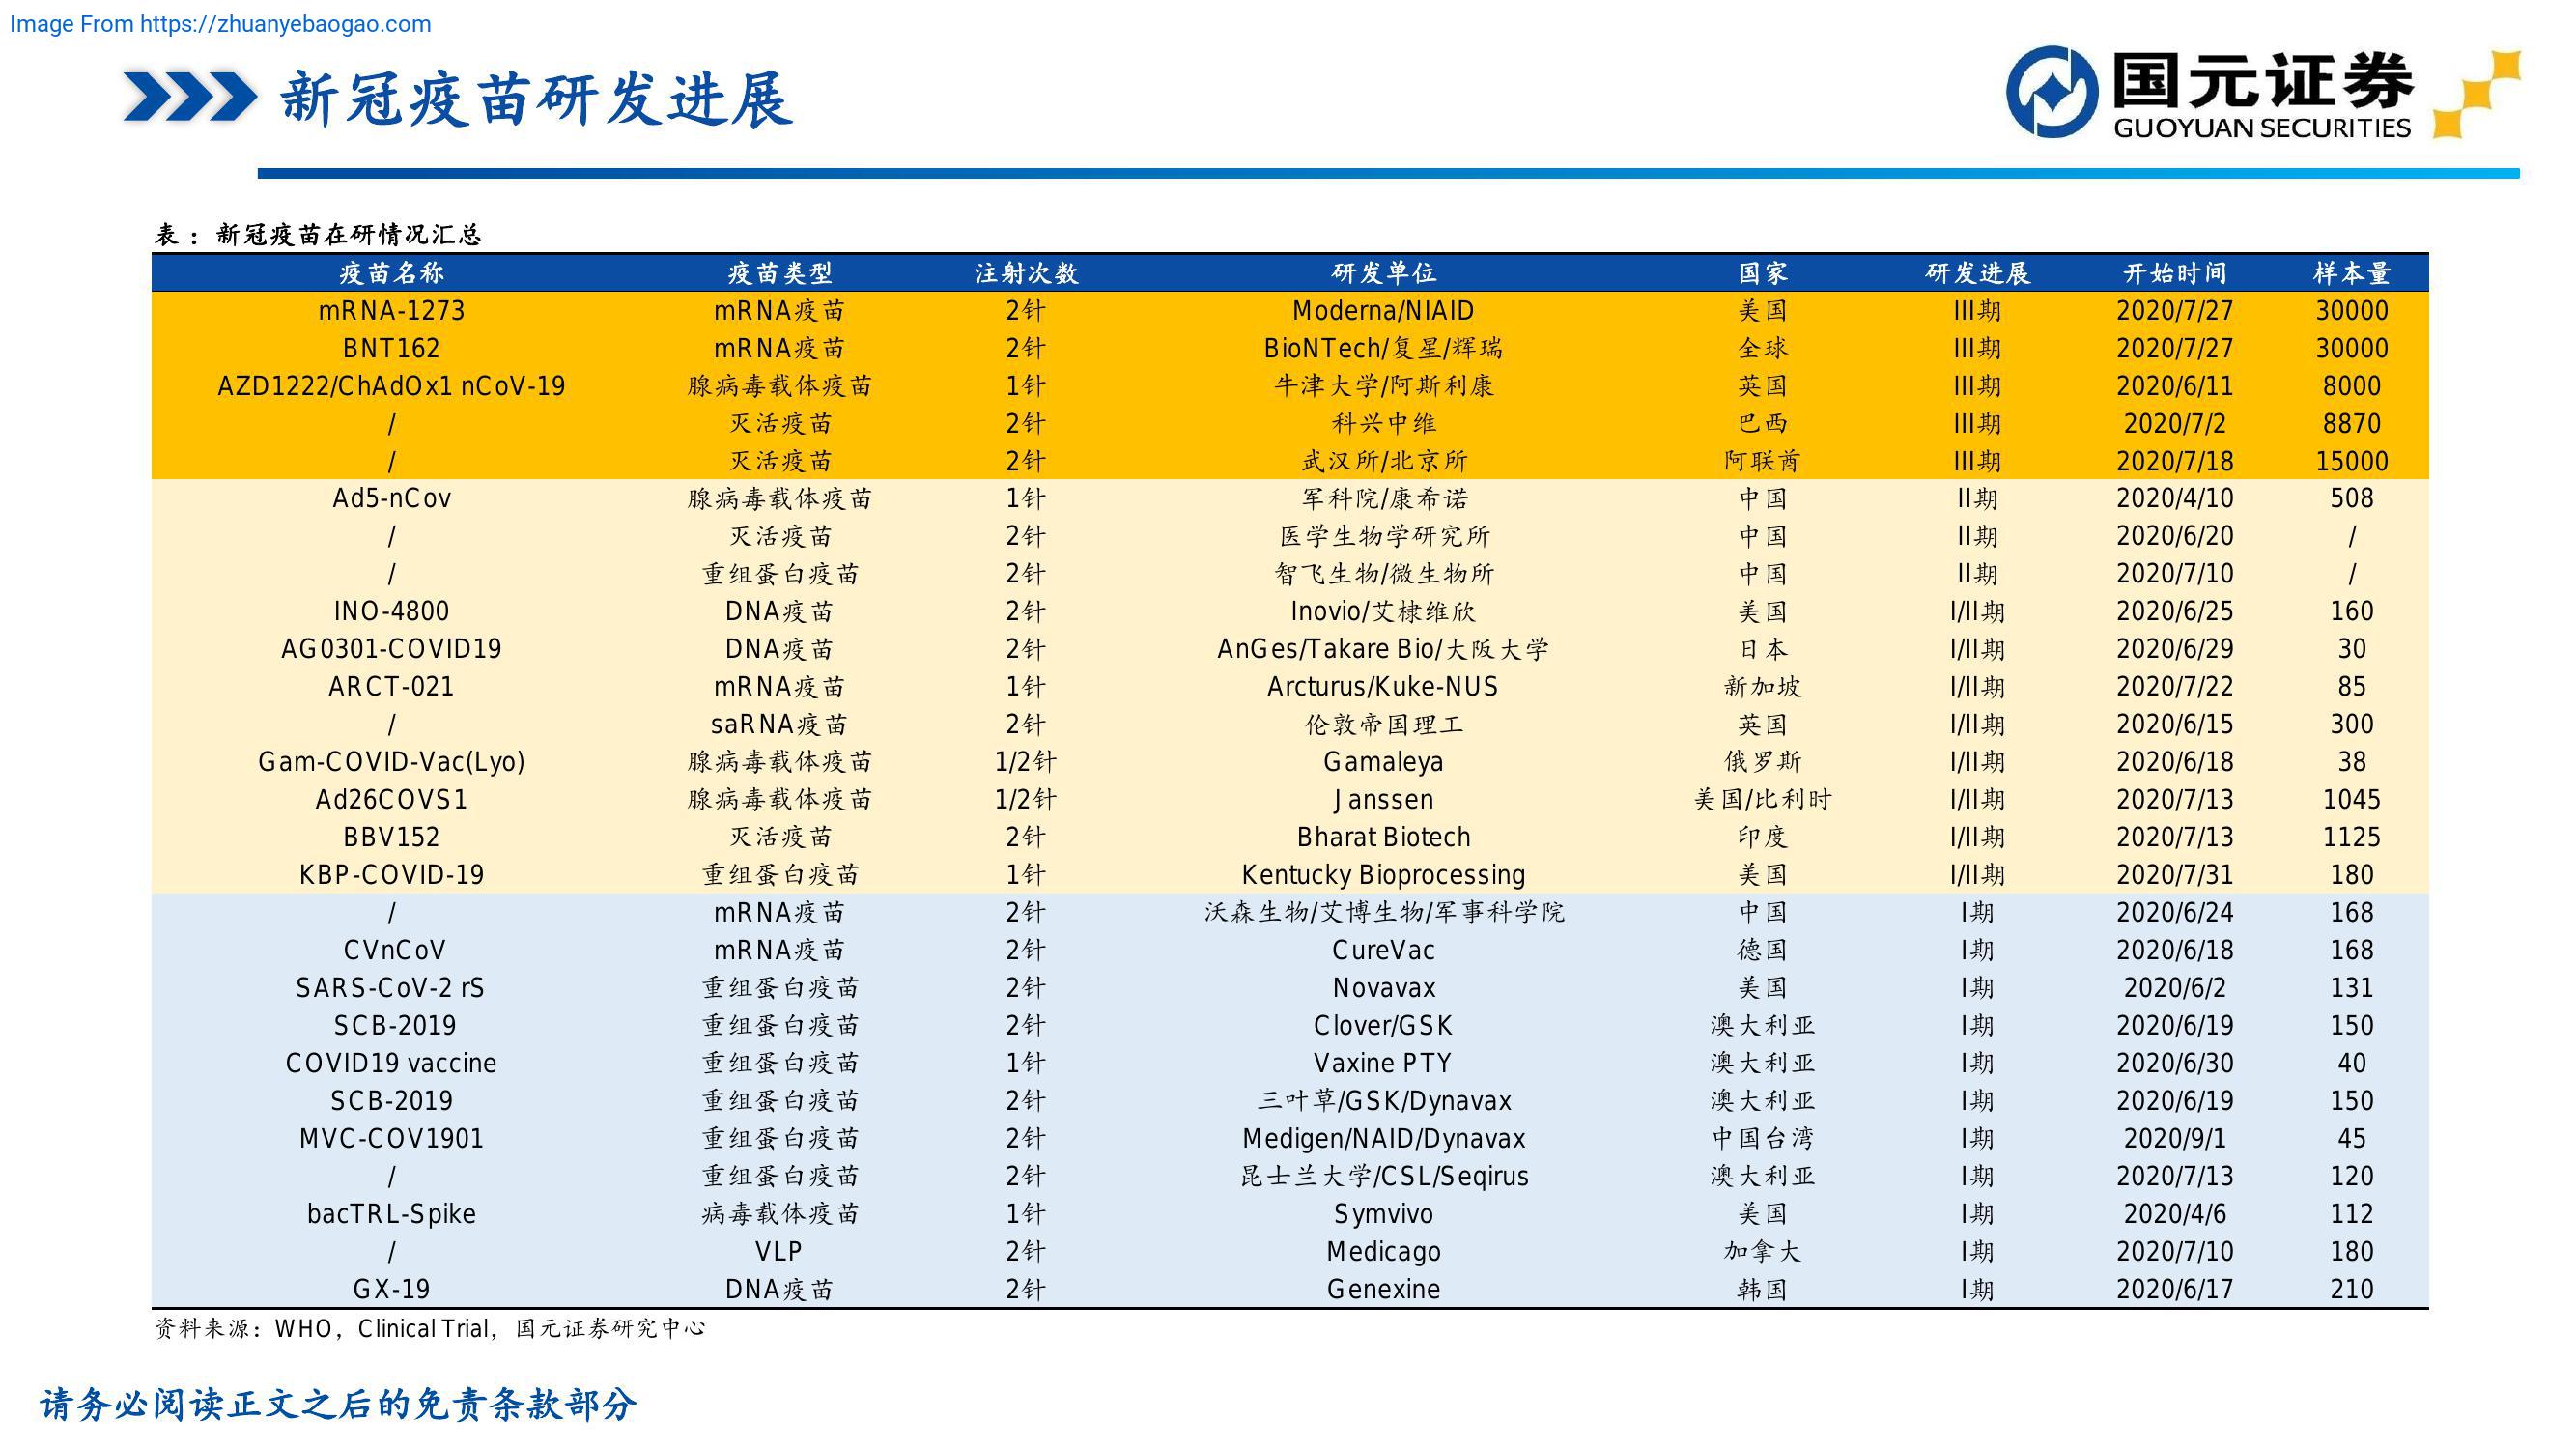 Image From https://zhuanyebaogao.com
新冠疫苗研发进展
国元证券
GUOYUAN SECURITIES
表：新冠疫苗在研情况汇总
疫苗名称 疫苗类型 注射次数 研发单位 国家 研发进展 开始时间 样本量
mRNA-1273 mRNA疫苗 2针 Moderna/NIAID 美国 III期 2020/7/27 30000
BNT162 mRNA疫苗 2针 BioNTech/复星/辉瑞 全球 III期 2020/7/27 30000
AZD1222/ChAdOx1 nCoV-19 腺病毒载体疫苗 1针 牛津大学/阿斯利康 英国 III期 2020/6/11 8000
/ 灭活疫苗 2针 科兴中维 巴西 III期 2020/7/2 8870
/ 灭活疫苗 2针 武汉所/北京所 阿联酋 III期 2020/7/18 15000
Ad5-nCov 腺病毒载体疫苗 1针 军科院/康希诺 中国 II期 2020/4/10 508
/ 灭活疫苗 2针 医学生物学研究所 中国 II期 2020/6/20 /
/ 重组蛋白疫苗 2针 智飞生物/微生物所 中国 II期 2020/7/10 /
INO-4800 DNA疫苗 2针 Inovio/艾棣维欣 美国 I/II期 2020/6/25 160
AG0301-COVID19 DNA疫苗 2针 AnGes/Takare Bio/大阪大学 日本 I/II期 2020/6/29 30
ARCT-021 mRNA疫苗 1针 Arcturus/Kuke-NUS 新加坡 I/II期 2020/7/22 85
/ saRNA疫苗 2针 伦敦帝国理工 英国 I/II期 2020/6/15 300
Gam-COVID-Vac(Lyo) 腺病毒载体疫苗 1/2针 Gamaleya 俄罗斯 I/II期 2020/6/18 38
Ad26COVS1 腺病毒载体疫苗 1/2针 Janssen 美国/比利时 I/II期 2020/7/13 1045
BBV152 灭活疫苗 2针 Bharat Biotech 印度 I/II期 2020/7/13 1125
KBP-COVID-19 重组蛋白疫苗 1针 Kentucky Bioprocessing 美国 I/II期 2020/7/31 180
/ mRNA疫苗 2针 沃森生物/艾博生物/军事科学院 中国 I期 2020/6/24 168
CVnCoV mRNA疫苗 2针 CureVac 德国 I期 2020/6/18 168
SARS-CoV-2 rS 重组蛋白疫苗 2针 Novavax 美国 I期 2020/6/2 131
SCB-2019 重组蛋白疫苗 2针 Clover/GSK 澳大利亚 I期 2020/6/19 150
COVID19 vaccine 重组蛋白疫苗 1针 Vaxine PTY 澳大利亚 I期 2020/6/30 40
SCB-2019 重组蛋白疫苗 2针 三叶草/GSK/Dynavax 澳大利亚 I期 2020/6/19 150
MVC-COV1901 重组蛋白疫苗 2针 Medigen/NAID/Dynavax 中国台湾 I期 2020/9/1 45
/ 重组蛋白疫苗 2针 昆士兰大学/CSL/Seqirus 澳大利亚 I期 2020/7/13 120
bacTRL-Spike 病毒载体疫苗 1针 Symvivo 美国 I期 2020/4/6 112
/ VLP 2针 Medicago 加拿大 I期 2020/7/10 180
GX-19 DNA疫苗 2针 Genexine 韩国 I期 2020/6/17 210
资料来源：WHO，Clinical Trial，国元证券研究中心
请务必阅读正文之后的免责条款部分